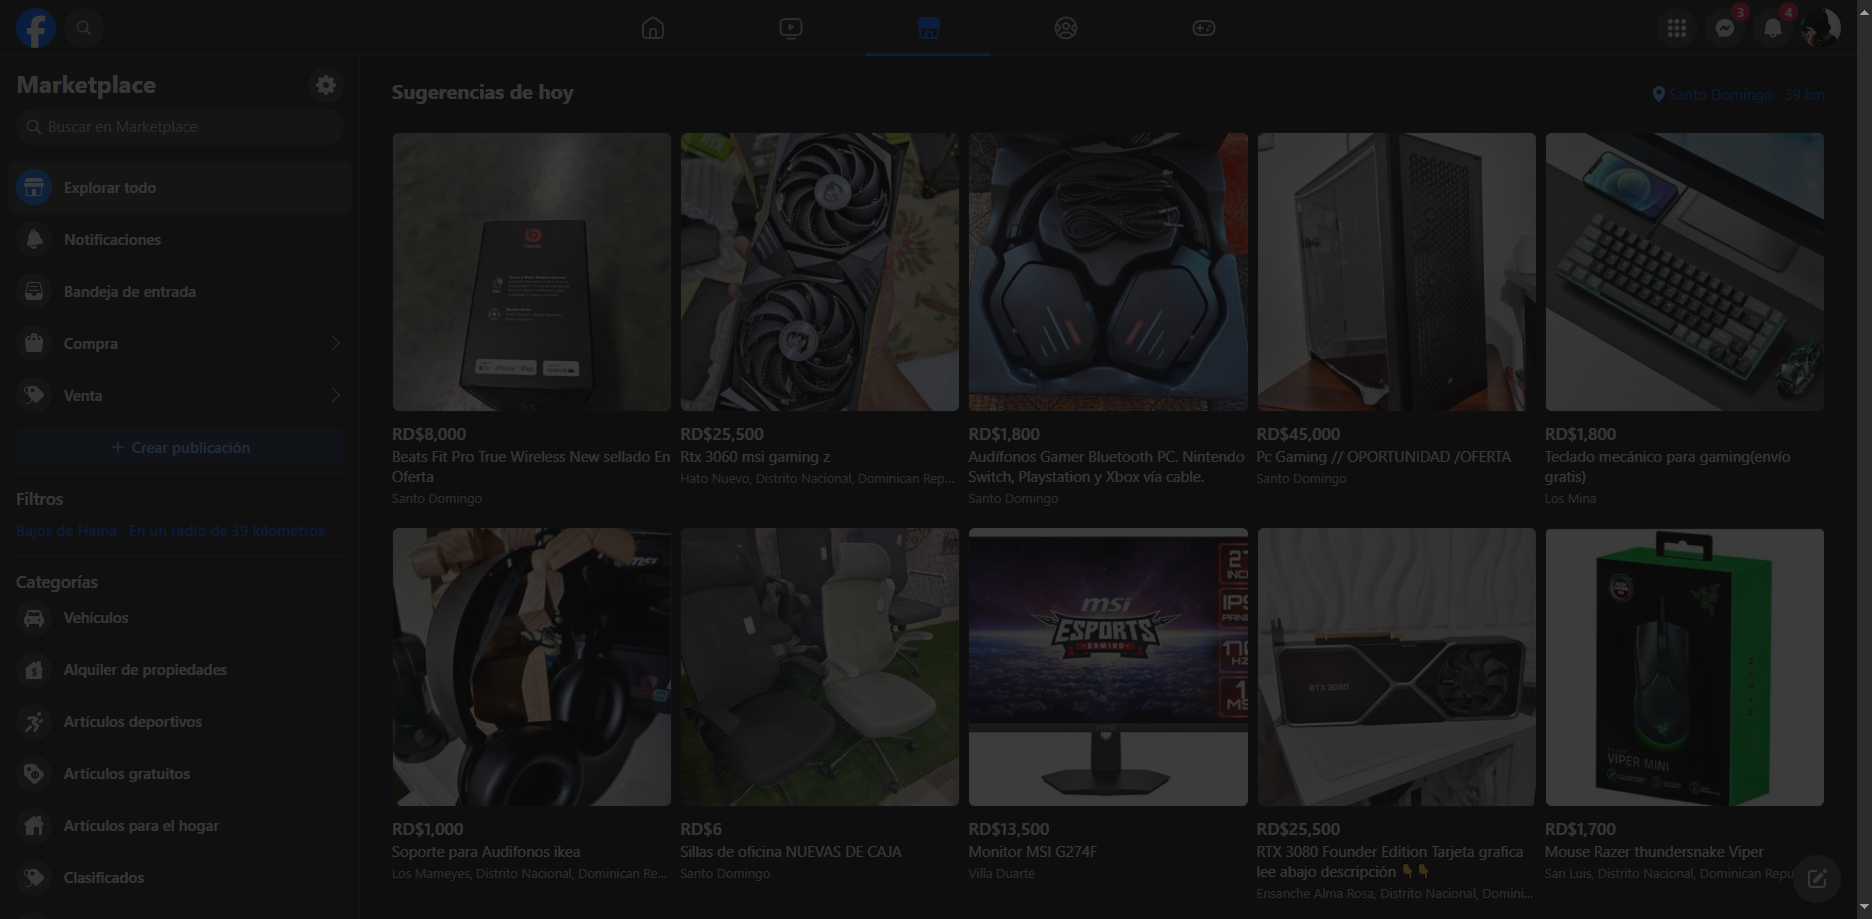 3
4
Marketplace
Buscar en Marketplace
Explorar todo
Notificaciones
Bandeja de entrada
Compra
Venta
+ Crear publicación
Filtros
Bajos de Haina · En un radio de 39 kilómetros
Categorías
Vehículos
Alquiler de propiedades
Artículos deportivos
Artículos gratuitos
Artículos para el hogar
Clasificados
Sugerencias de hoy
Santo Domingo · 39 km
RD$8,000
Beats Fit Pro True Wireless New sellado En
Oferta
Santo Domingo
RD$25,500
Rtx 3060 msi gaming z
Hato Nuevo, Distrito Nacional, Dominican Rep...
RD$1,800
Audífonos Gamer Bluetooth PC. Nintendo
Switch, Playstation y Xbox vía cable.
Santo Domingo
RD$45,000
Pc Gaming // OPORTUNIDAD /OFERTA
Santo Domingo
RD$1,800
Teclado mecánico para gaming(envío
gratis)
Los Mina
msi
ESPORTS
GAMING
RTX 3080
VIPER MINI
RD$1,000
Soporte para Audifonos ikea
Los Mameyes, Distrito Nacional, Dominican Re...
RD$6
Sillas de oficina NUEVAS DE CAJA
Santo Domingo
RD$13,500
Monitor MSI G274F
Villa Duarte
RD$25,500
RTX 3080 Founder Edition Tarjeta grafica
lee abajo descripción 👇👇
Ensanche Alma Rosa, Distrito Nacional, Domini...
RD$1,700
Mouse Razer thundersnake Viper
San Luis, Distrito Nacional, Dominican Repu